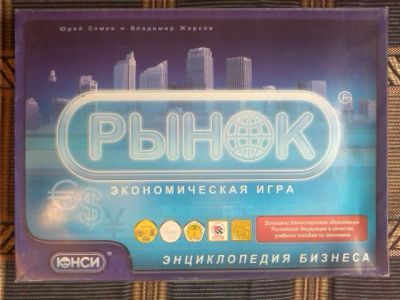 Юрий Сомов и Владимир Жарков
РЫНОК
ЭКОНОМИЧЕСКАЯ ИГРА
Допущено Министерством образования
Российской Федерации в качестве
учебного пособия по экономике
ЮНСИ
ЭНЦИКЛОПЕДИЯ БИЗНЕСА